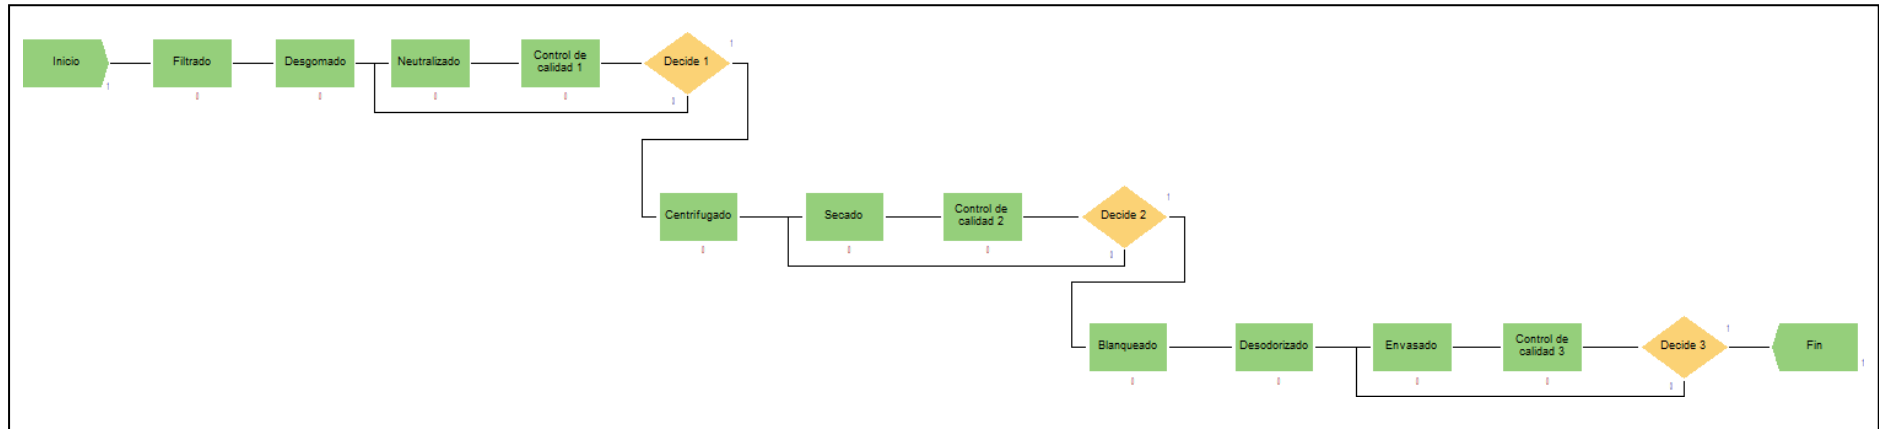 Inicio
Filtrado
Desgomado
Neutralizado
Control de
calidad 1
Decide 1
Centrifugado
Secado
Control de
calidad 2
Decide 2
Blanqueado
Desodorizado
Envasado
Control de
calidad 3
Decide 3
Fin